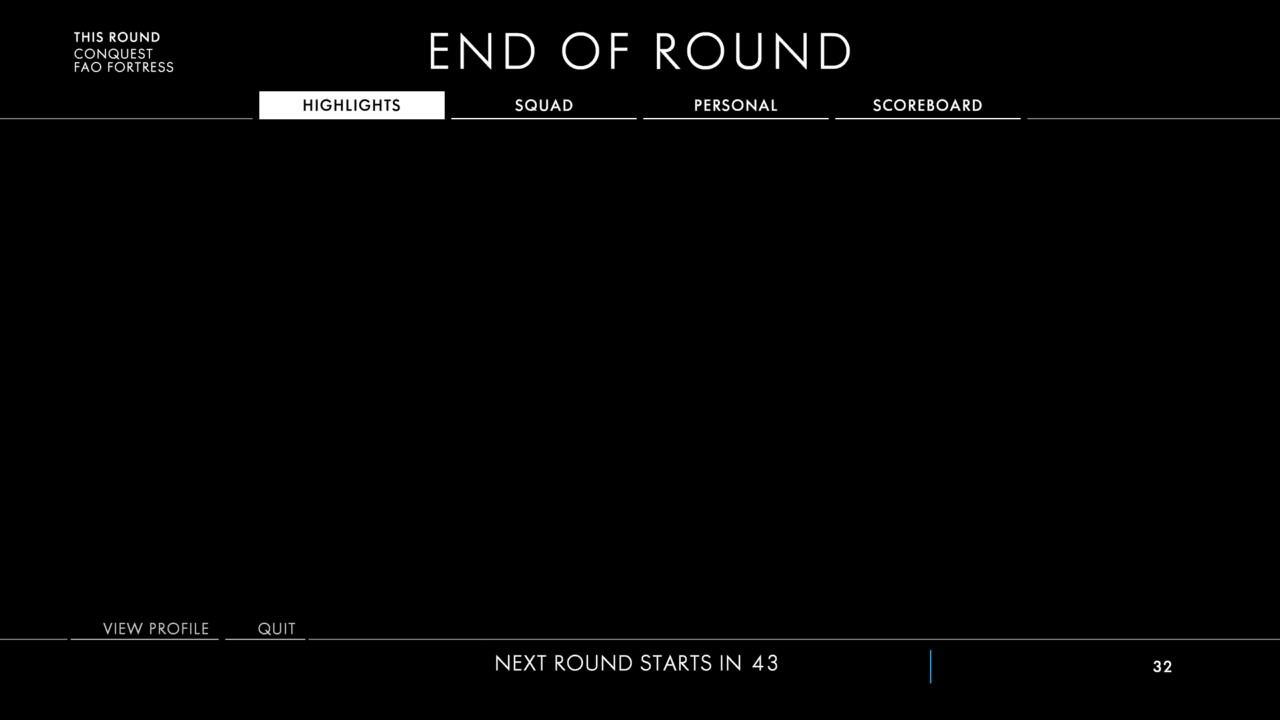 THIS ROUND
CONQUEST
FAO FORTRESS
END OF ROUND
HIGHLIGHTS
SQUAD
PERSONAL
SCOREBOARD
VIEW PROFILE
QUIT
NEXT ROUND STARTS IN 43
32